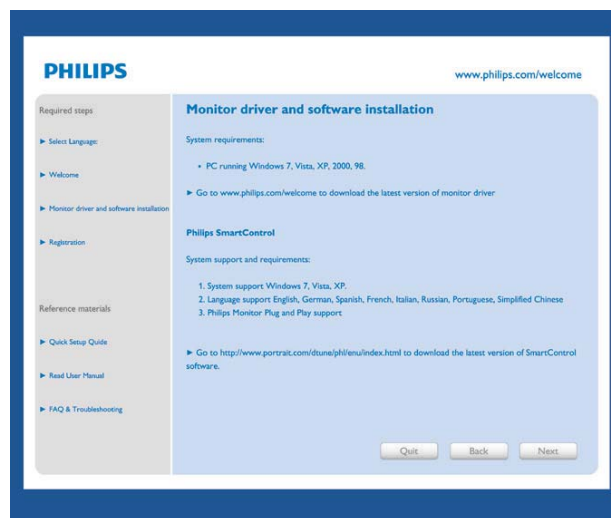 PHILIPS
www.philips.com/welcome
Required steps
► Select Language:
► Welcome
► Monitor driver and software installation
► Registration
Reference materials
► Quick Setup Guide
► Read User Manual
► FAQ & Troubleshooting
Monitor driver and software installation
System requirements:
• PC running Windows 7, Vista, XP, 2000, 98.
► Go to www.philips.com/welcome to download the latest version of monitor driver
Philips SmartControl
System support and requirements:
1. System support Windows 7, Vista, XP.
2. Language support English, German, Spanish, French, Italian, Russian, Portuguese, Simplified Chinese
3. Philips Monitor Plug and Play support
► Go to http://www.portrait.com/dtune/phl/enu/index.html to download the latest version of SmartControl
software.
Quit
Back
Next